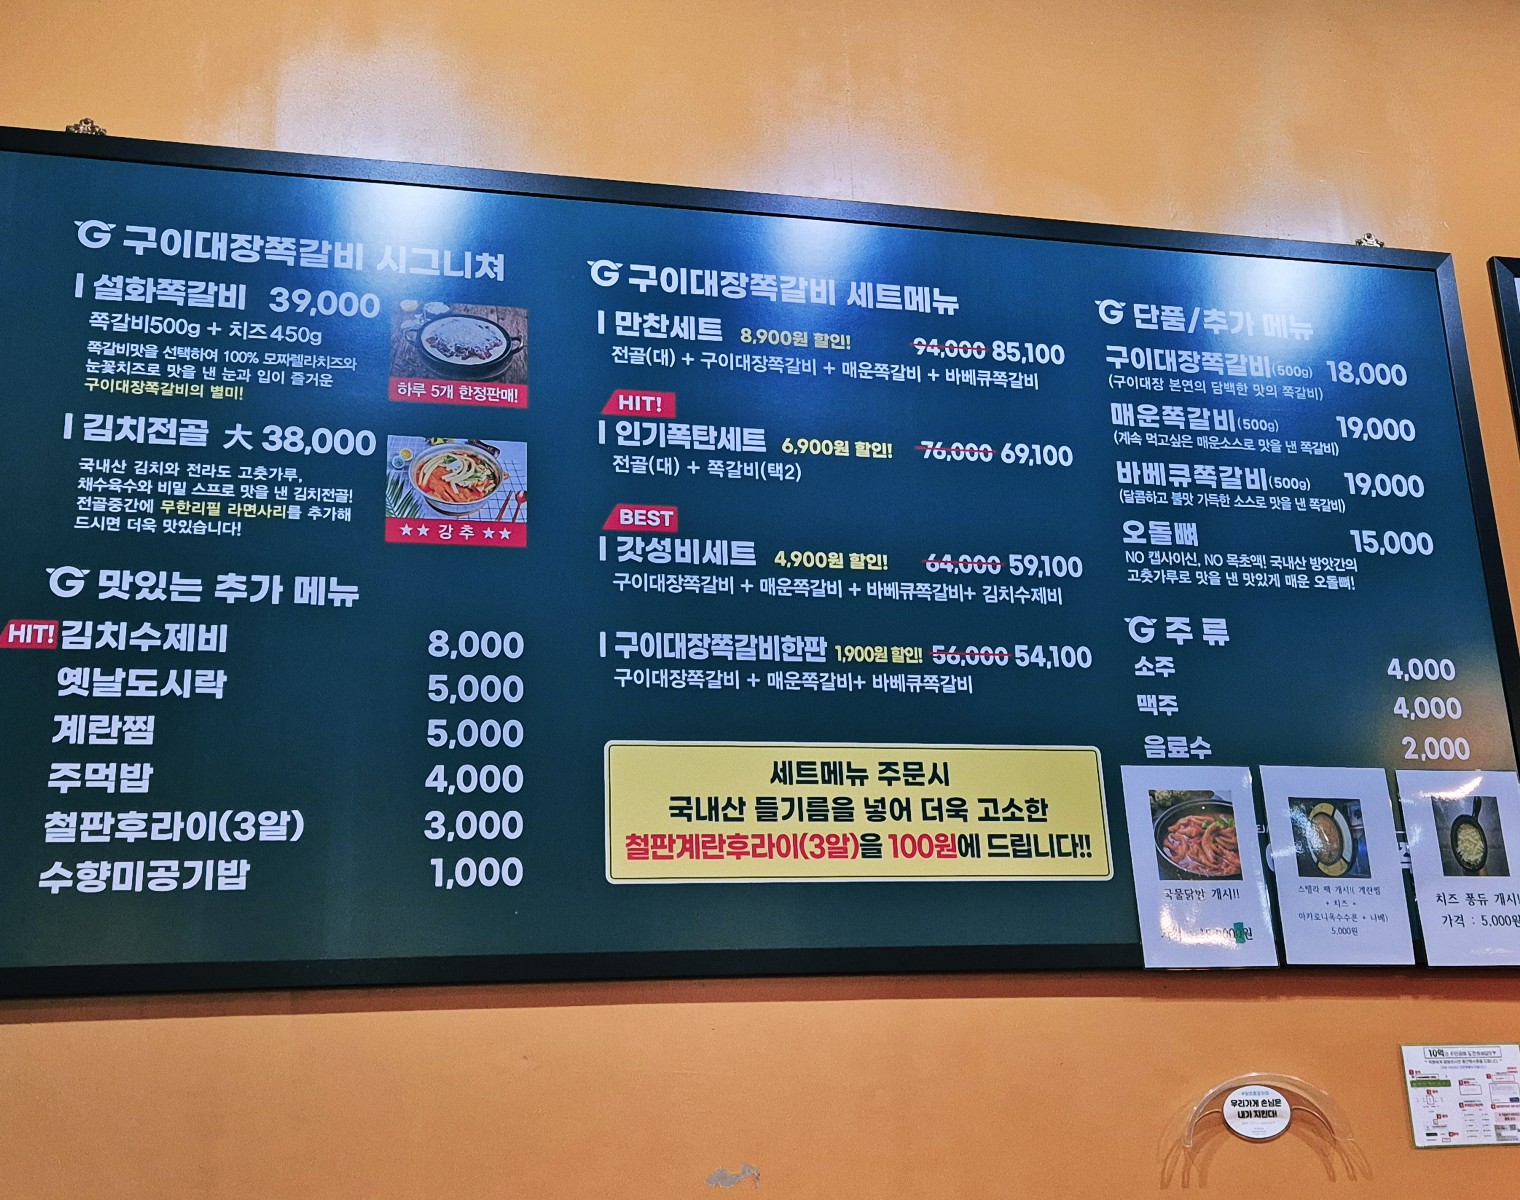 구이대장쪽갈비 시그니쳐
설화쪽갈비 39,000
쪽갈비500g + 치즈450g
쪽갈비맛을 선택하여 100% 모짜렐라치즈와
눈꽃치즈로 맛을 낸 눈과 입이 즐거운
구이대장쪽갈비의 별미!
하루 5개 한정판매!
김치전골 大 38,000
국내산 김치와 전라도 고춧가루,
채수육수와 비밀 스프로 맛을 낸 김치전골!
전골중간에 무한리필 라면사리를 추가해
드시면 더욱 맛있습니다!
★★ 강 추 ★★
맛있는 추가 메뉴
HIT! 김치수제비 8,000
옛날도시락 5,000
계란찜 5,000
주먹밥 4,000
철판후라이(3알) 3,000
수향미공기밥 1,000
구이대장쪽갈비 세트메뉴
만찬세트 8,900원 할인! 94,000 85,100
전골(대) + 구이대장쪽갈비 + 매운쪽갈비 + 바베큐쪽갈비
HIT!
인기폭탄세트 6,900원 할인! 76,000 69,100
전골(대) + 쪽갈비(택2)
BEST
갓성비세트 4,900원 할인! 64,000 59,100
구이대장쪽갈비 + 매운쪽갈비 + 바베큐쪽갈비+ 김치수제비
구이대장쪽갈비한판 1,900원 할인! 56,000 54,100
구이대장쪽갈비 + 매운쪽갈비+ 바베큐쪽갈비
세트메뉴 주문시
국내산 들기름을 넣어 더욱 고소한
철판계란후라이(3알)을 100원에 드립니다!!
단품/추가 메뉴
구이대장쪽갈비(500g) 18,000
(구이대장 본연의 담백한 맛의 쪽갈비)
매운쪽갈비(500g) 19,000
(계속 먹고싶은 매운소스로 맛을 낸 쪽갈비)
바베큐쪽갈비(500g) 19,000
(달콤하고 불맛 가득한 소스로 맛을 낸 쪽갈비)
오돌뼈 15,000
NO 캡사이신, NO 목초액! 국내산 방앗간의
고춧가루로 맛을 낸 맛있게 매운 오돌뼈!
주 류
소주 4,000
맥주 4,000
음료수 2,000
국물닭발 개시!!
스텔라 팩 개시!( 계란찜
+ 치즈 +
마카로니옥수수콘 + 나베)
5,000원
치즈 퐁듀 개시!
가격 : 5,000원
우리가게 손님은
내가 지킨다!